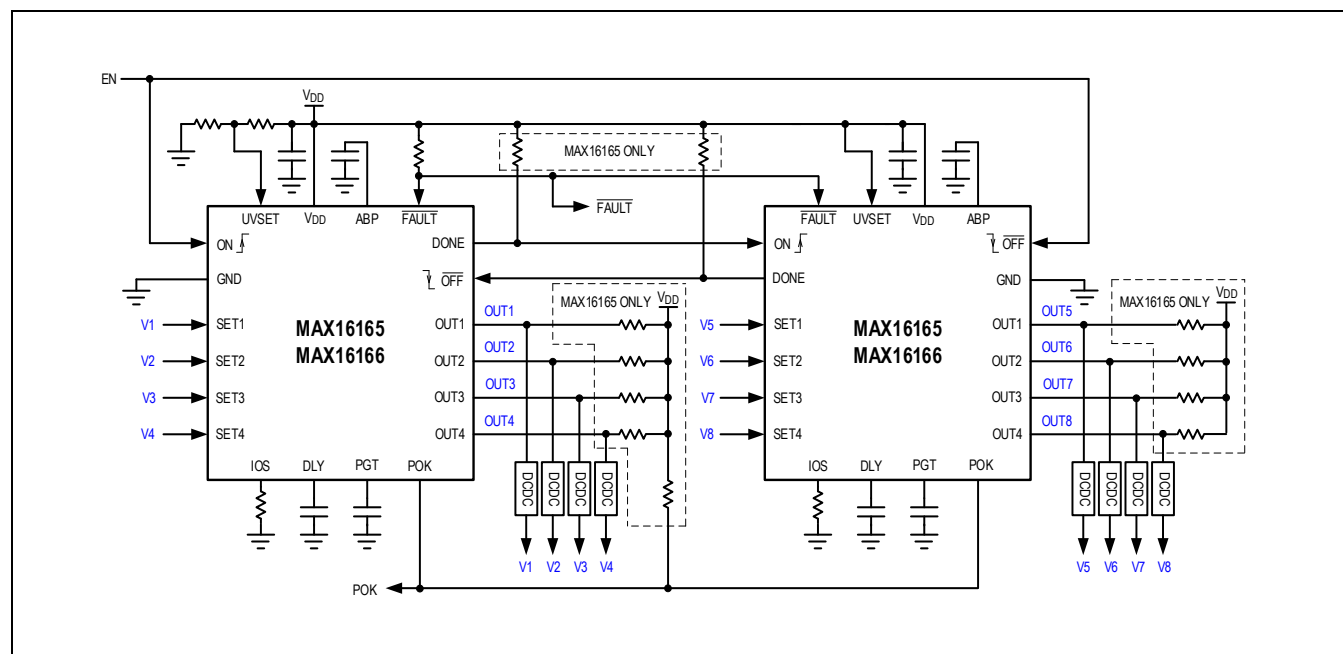 EN
VDD
MAX16165 ONLY
FAULT
UVSET VDD ABP FAULT
FAULT UVSET VDD ABP
ON DONE
ON OFF
GND OFF
DONE GND
MAX16165 ONLY VDD
MAX16165 ONLY VDD
V1 SET1 MAX16165 OUT1 OUT1
V2 SET2 MAX16166 OUT2 OUT2
V3 SET3 OUT3 OUT3
V4 SET4 OUT4 OUT4
V5 SET1 MAX16165 OUT1 OUT5
V6 SET2 MAX16166 OUT2 OUT6
V7 SET3 OUT3 OUT7
V8 SET4 OUT4 OUT8
IOS DLY PGT POK
IOS DLY PGT POK
DCDC DCDC DCDC DCDC
DCDC DCDC DCDC DCDC
V1 V2 V3 V4
V5 V6 V7 V8
POK